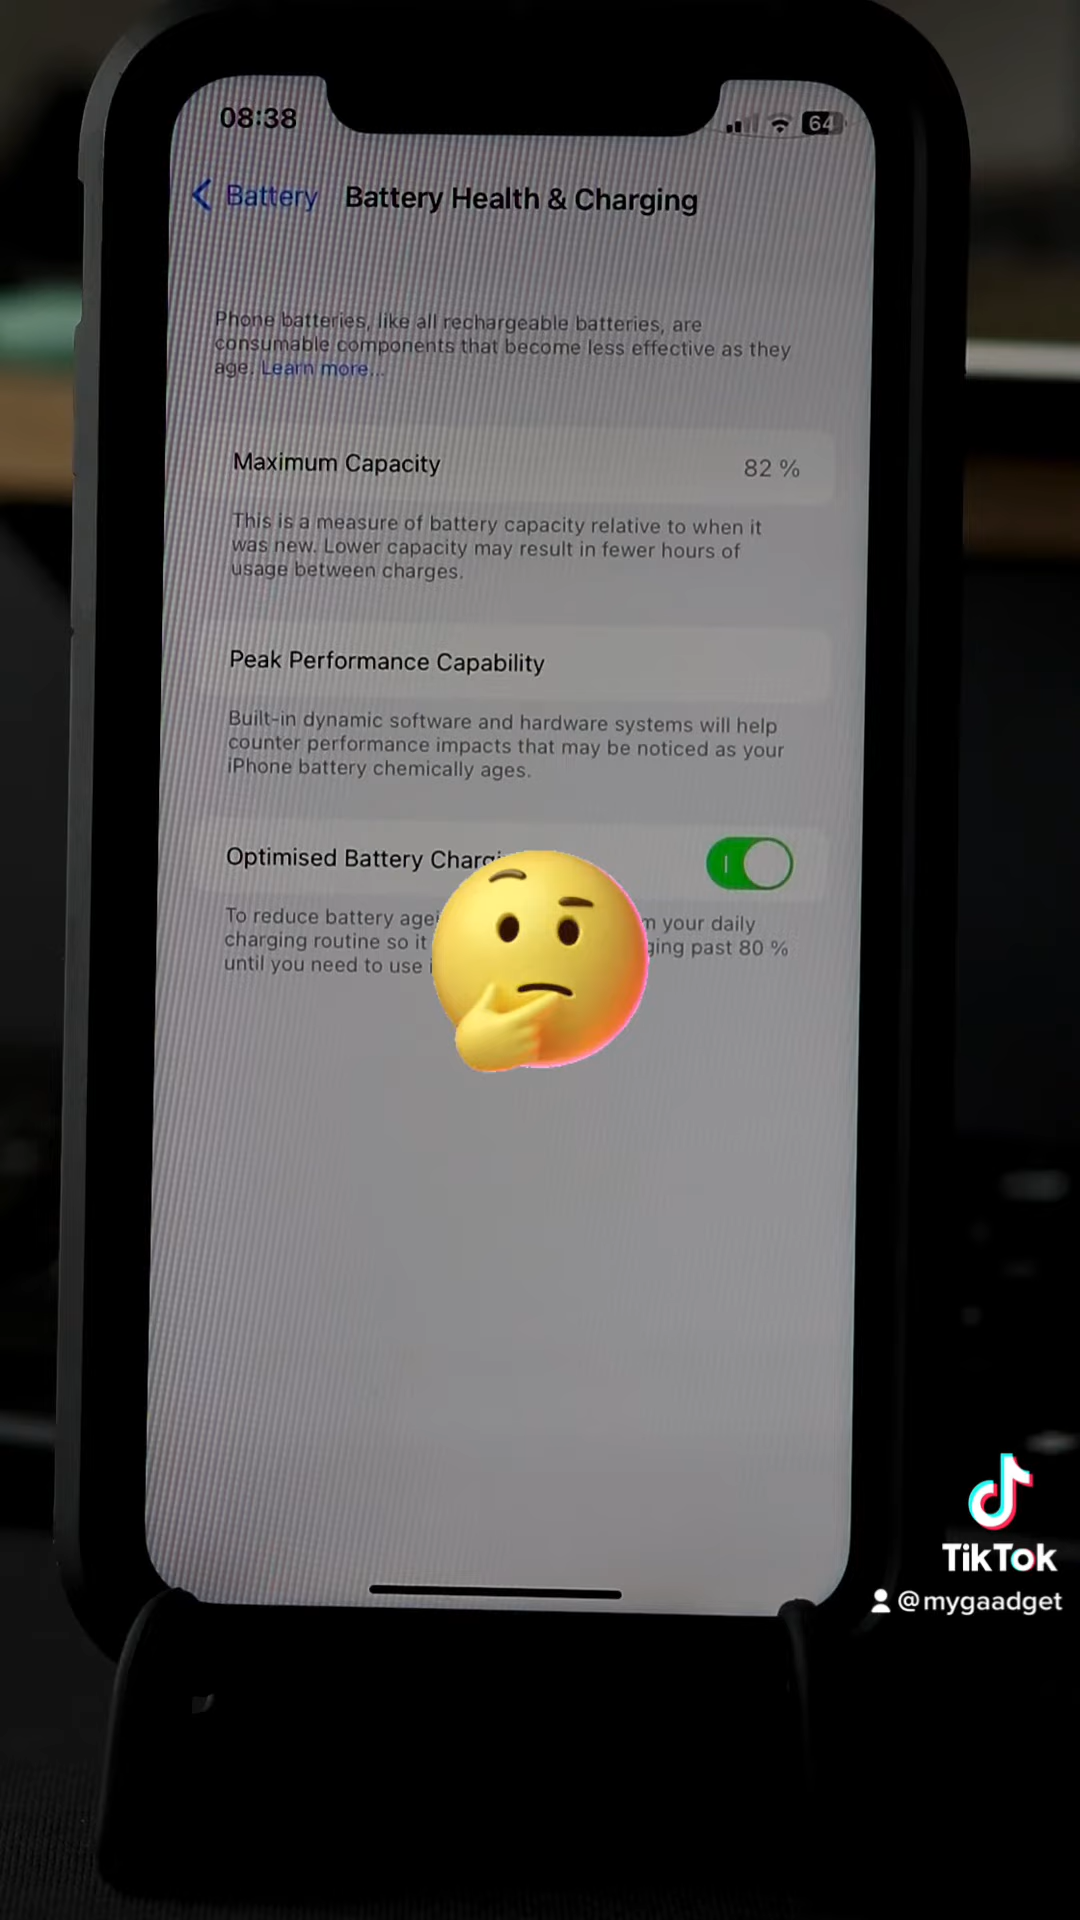 08:38
64
Battery
Battery Health & Charging
Phone batteries, like all rechargeable batteries, are
consumable components that become less effective as they
age. Learn more...
Maximum Capacity
82 %
This is a measure of battery capacity relative to when it
was new. Lower capacity may result in fewer hours of
usage between charges.
Peak Performance Capability
Built-in dynamic software and hardware systems will help
counter performance impacts that may be noticed as your
iPhone battery chemically ages.
Optimised Battery
To reduce battery your daily
charging routine so it past 80 %
until you need to use
TikTok
@mygaadget